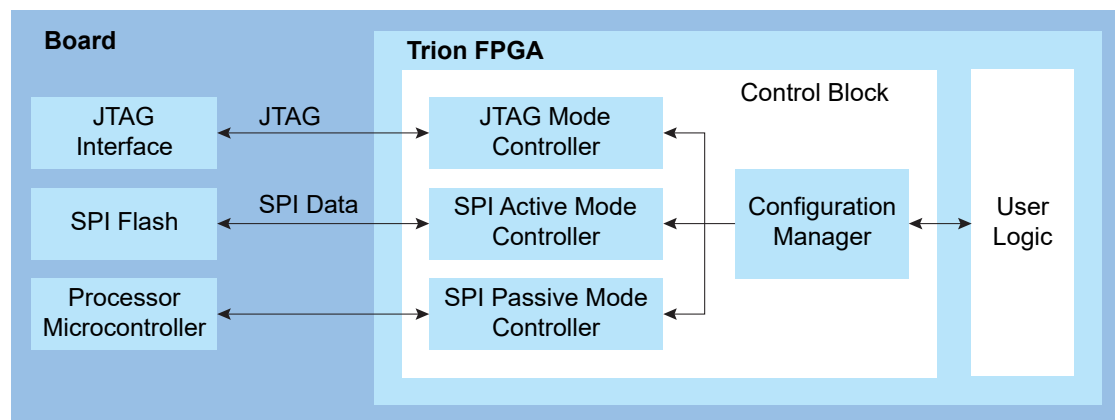 Board
Trion FPGA
Control Block
JTAG
Interface
JTAG
JTAG Mode
Controller
SPI Flash
SPI Data
SPI Active Mode
Controller
Configuration
Manager
User
Logic
Processor
Microcontroller
SPI Passive Mode
Controller